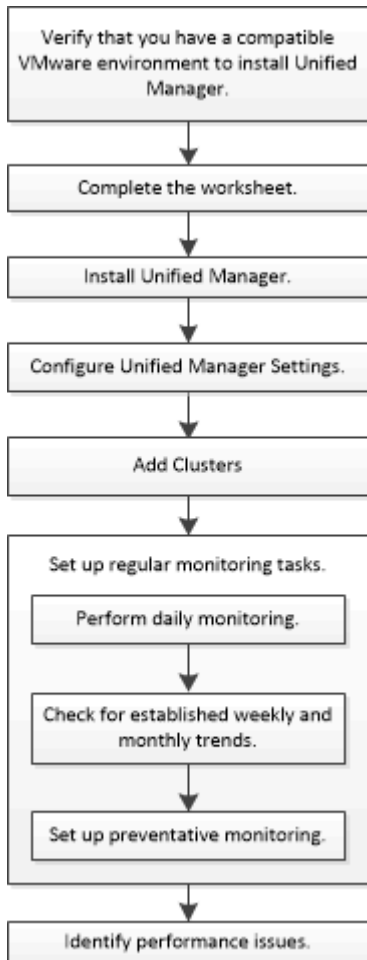 Verify that you have a compatible
VMware environment to install Unified
Manager.
Complete the worksheet.
Install Unified Manager.
Configure Unified Manager Settings.
Add Clusters
Set up regular monitoring tasks.
Perform daily monitoring.
Check for established weekly and
monthly trends.
Set up preventative monitoring.
Identify performance issues.